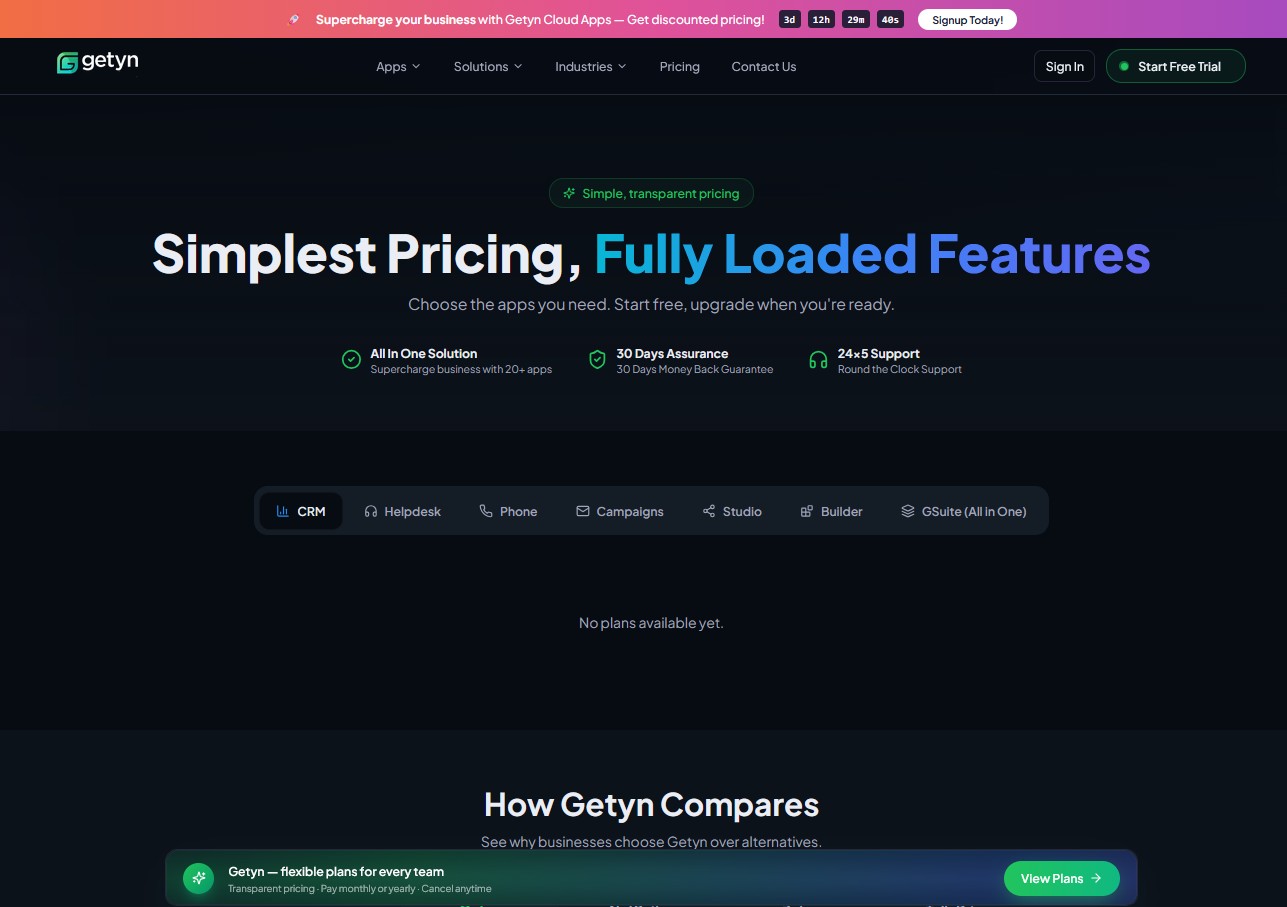 Supercharge your business with Getyn Cloud Apps — Get discounted pricing! 3d 12h 29m 40s Signup Today!
getyn Apps Solutions Industries Pricing Contact Us Sign In Start Free Trial
Simple, transparent pricing
Simplest Pricing, Fully Loaded Features
Choose the apps you need. Start free, upgrade when you're ready.
All In One Solution
Supercharge business with 20+ apps
30 Days Assurance
30 Days Money Back Guarantee
24×5 Support
Round the Clock Support
CRM Helpdesk Phone Campaigns Studio Builder GSuite (All in One)
No plans available yet.
How Getyn Compares
See why businesses choose Getyn over alternatives.
Getyn — flexible plans for every team
Transparent pricing · Pay monthly or yearly · Cancel anytime
View Plans